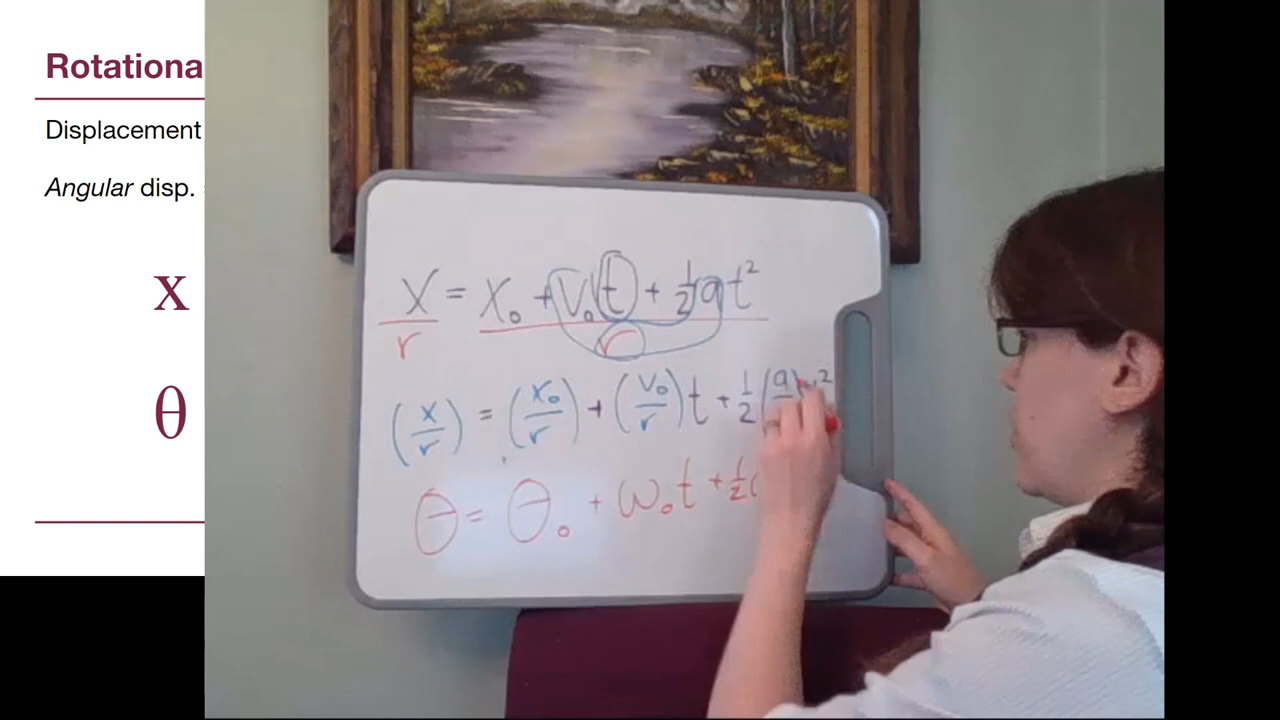 Rotationa
Displacement
Angular disp.
x
θ
x = x₀ + v₀t + ½at²
r r
(x/r) = (x₀/r) + (v₀/r)t + ½(a
θ = θ₀ + ω₀t + ½